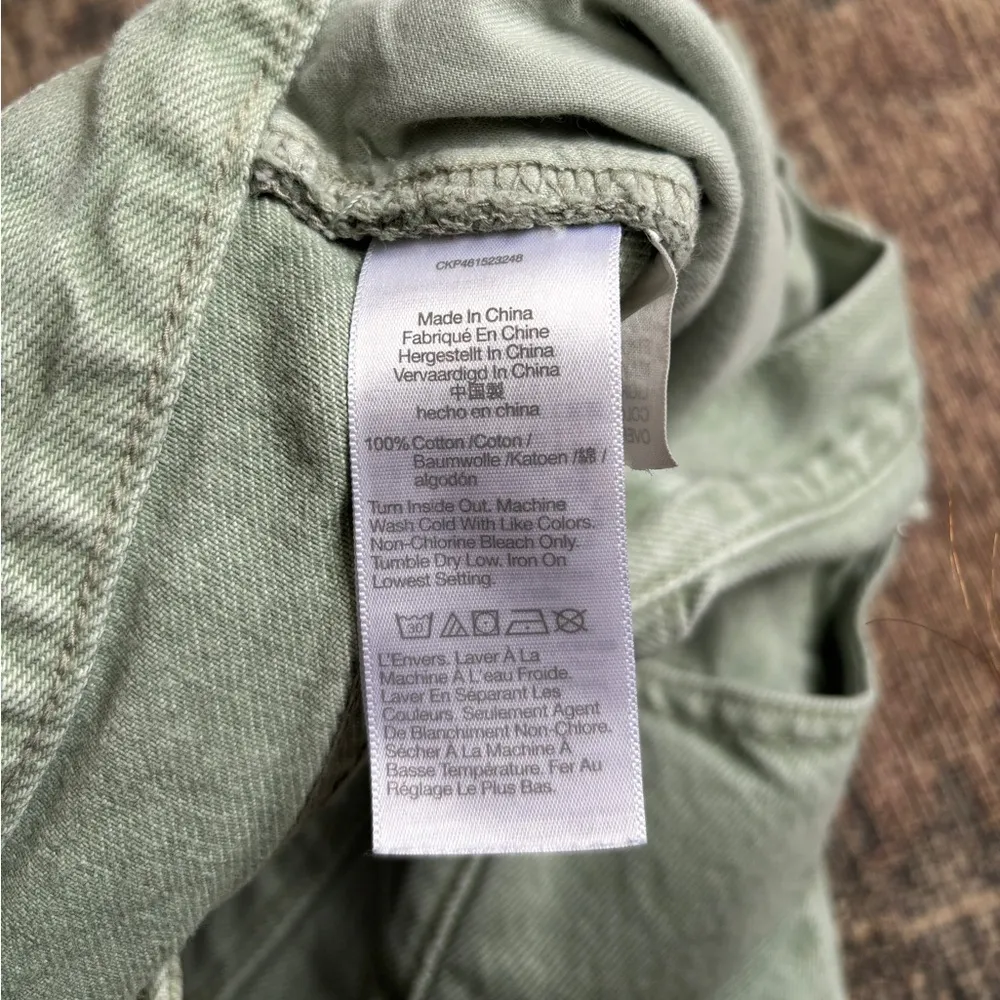 CKP461523248
Made In China
Fabriqué En Chine
Hergestellt In China
Vervaardigd In China
中国製
hecho en china
100% Cotton /Coton /
Baumwolle /Katoen /綿 /
algodón
Turn Inside Out. Machine
Wash Cold With Like Colors.
Non-Chlorine Bleach Only.
Tumble Dry Low. Iron On
Lowest Setting.
30
L'Envers. Laver À La
Machine À L'eau Froide.
Laver En Séparant Les
Couleurs. Seulement Agent
De Blanchiment Non-Chlore.
Sécher À La Machine À
Basse Température. Fer Au
Réglage Le Plus Bas.